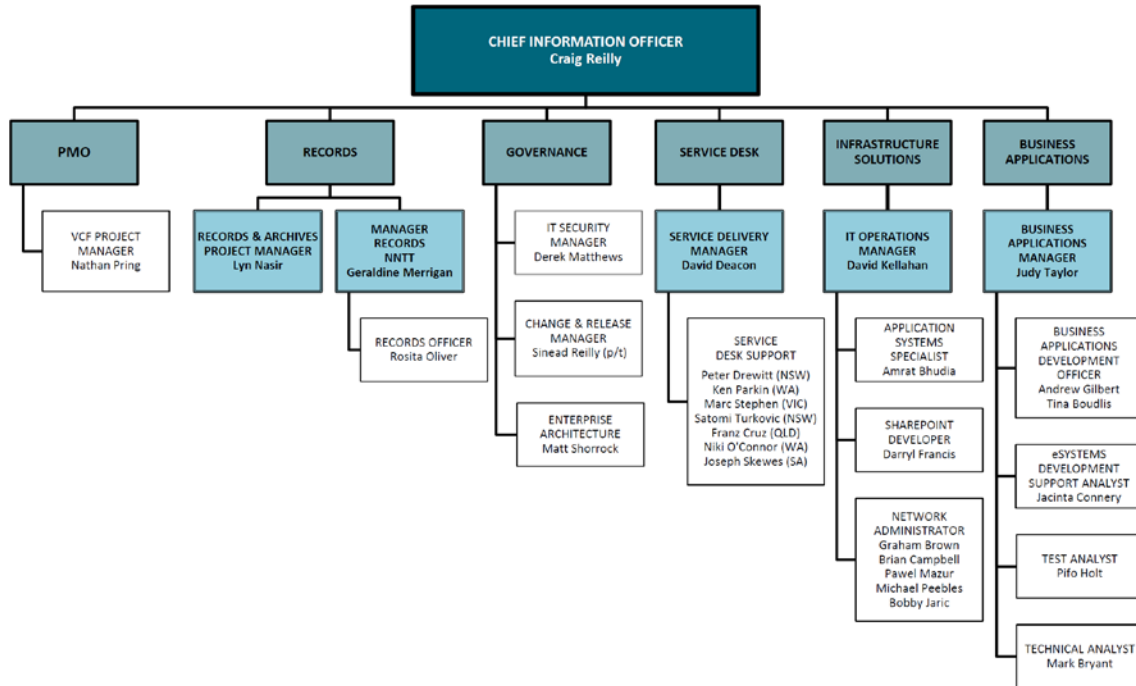 CHIEF INFORMATION OFFICER
Craig Reilly
PMO
RECORDS
GOVERNANCE
SERVICE DESK
INFRASTRUCTURE
SOLUTIONS
BUSINESS
APPLICATIONS
VCF PROJECT
MANAGER
Nathan Pring
RECORDS & ARCHIVES
PROJECT MANAGER
Lyn Nasir
MANAGER
RECORDS
NNTT
Geraldine Merrigan
RECORDS OFFICER
Rosita Oliver
IT SECURITY
MANAGER
Derek Matthews
CHANGE & RELEASE
MANAGER
Sinead Reilly (p/t)
ENTERPRISE
ARCHITECTURE
Matt Shorrock
SERVICE DELIVERY
MANAGER
David Deacon
SERVICE
DESK SUPPORT
Peter Drewitt (NSW)
Ken Parkin (WA)
Marc Stephen (VIC)
Satomi Turkovic (NSW)
Franz Cruz (QLD)
Niki O'Connor (WA)
Joseph Skewes (SA)
IT OPERATIONS
MANAGER
David Kellahan
APPLICATION
SYSTEMS
SPECIALIST
Amrat Bhudia
SHAREPOINT
DEVELOPER
Darryl Francis
NETWORK
ADMINISTRATOR
Graham Brown
Brian Campbell
Pawel Mazur
Michael Peebles
Bobby Jaric
BUSINESS
APPLICATIONS
MANAGER
Judy Taylor
BUSINESS
APPLICATIONS
DEVELOPMENT
OFFICER
Andrew Gilbert
Tina Boudlis
eSYSTEMS
DEVELOPMENT
SUPPORT ANALYST
Jacinta Connery
TEST ANALYST
Pifo Holt
TECHNICAL ANALYST
Mark Bryant